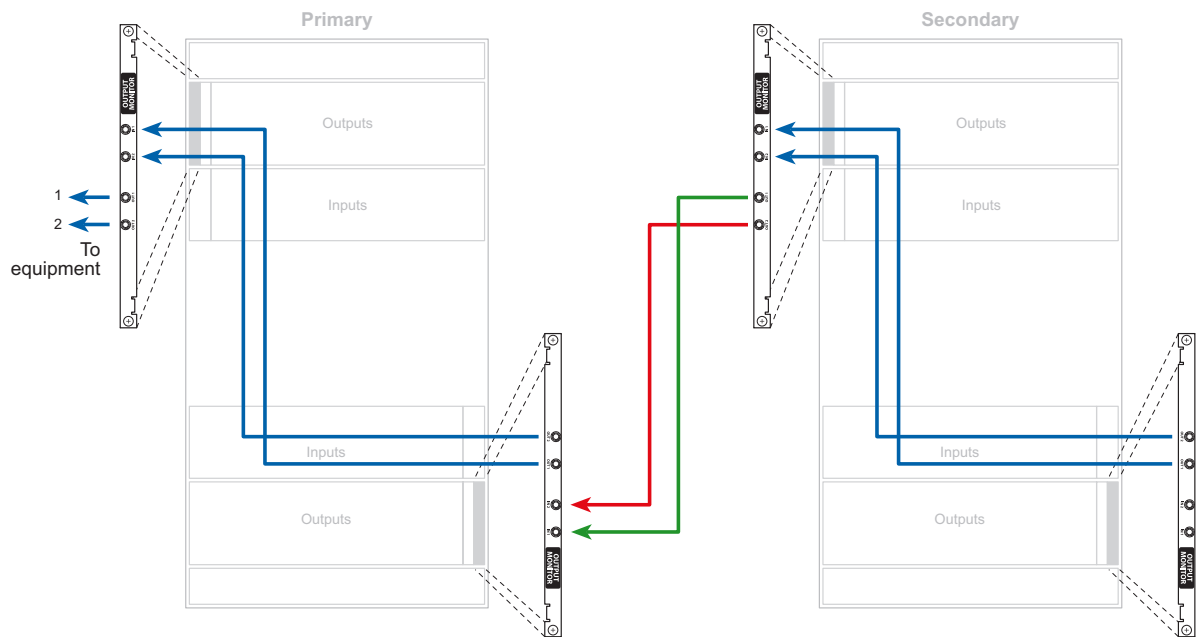 Primary
Secondary
OUTPUT
MONITOR
Outputs
OUTPUT
MONITOR
Outputs
Inputs
Inputs
1
2
To
equipment
Inputs
Inputs
Outputs
Outputs
OUTPUT
MONITOR
OUTPUT
MONITOR